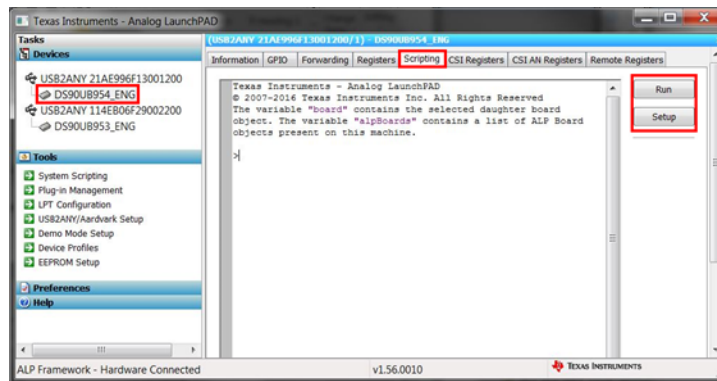 Texas Instruments - Analog LaunchPAD
Tasks
Devices
USB2ANY 21AE996F13001200
DS90UB954_ENG
USB2ANY 114EB06F29002200
DS90UB953_ENG
Tools
System Scripting
Plug-in Management
LPT Configuration
USB2ANY/Aardvark Setup
Demo Mode Setup
Device Profiles
EEPROM Setup
Preferences
Help
(USB2ANY 21AE996F13001200/1) - DS90UB954_ENG
Information GPIO Forwarding Registers Scripting CSI Registers CSI AN Registers Remote Registers
Texas Instruments - Analog LaunchPAD
© 2007-2016 Texas Instruments Inc. All Rights Reserved
The variable "board" contains the selected daughter board
object. The variable "alpBoards" contains a list of ALP Board
objects present on this machine.
>
Run
Setup
ALP Framework - Hardware Connected
v1.56.0010
TEXAS INSTRUMENTS